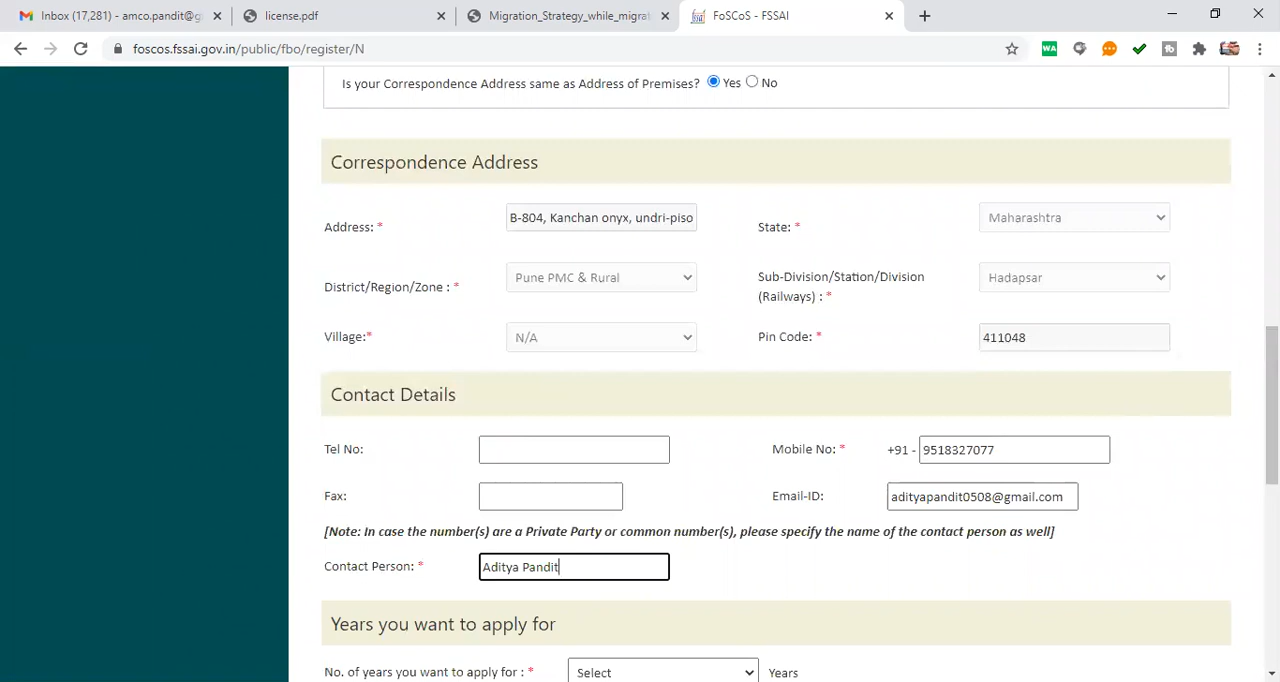 Inbox (17,281) - amco.pandit@g
license.pdf
Migration_Strategy_while_migrat
FoSCoS - FSSAI
foscos.fssai.gov.in/public/fbo/register/N
WA
Is your Correspondence Address same as Address of Premises? Yes No
Correspondence Address
Address: * B-804, Kanchan onyx, undri-piso State: * Maharashtra
District/Region/Zone : * Pune PMC & Rural Sub-Division/Station/Division (Railways) : * Hadapsar
Village:* N/A Pin Code: * 411048
Contact Details
Tel No: Mobile No: * +91 - 9518327077
Fax: Email-ID: adityapandit0508@gmail.com
[Note: In case the number(s) are a Private Party or common number(s), please specify the name of the contact person as well]
Contact Person: * Aditya Pandit
Years you want to apply for
No. of years you want to apply for : * Select Years